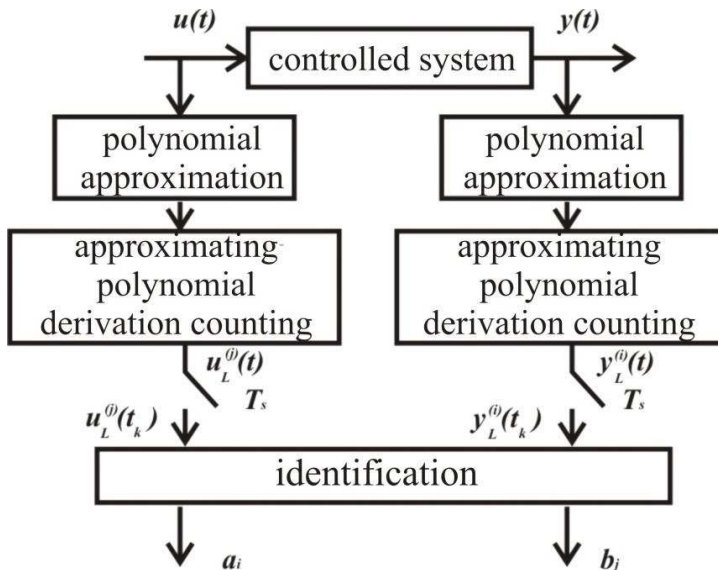 u(t)
y(t)
controlled system
polynomial
approximation
polynomial
approximation
approximating
polynomial
derivation counting
approximating
polynomial
derivation counting
u_L^(j)(t)
T_s
y_L^(i)(t)
T_s
u_L^(j)(t_k)
y_L^(i)(t_k)
identification
a_i
b_j